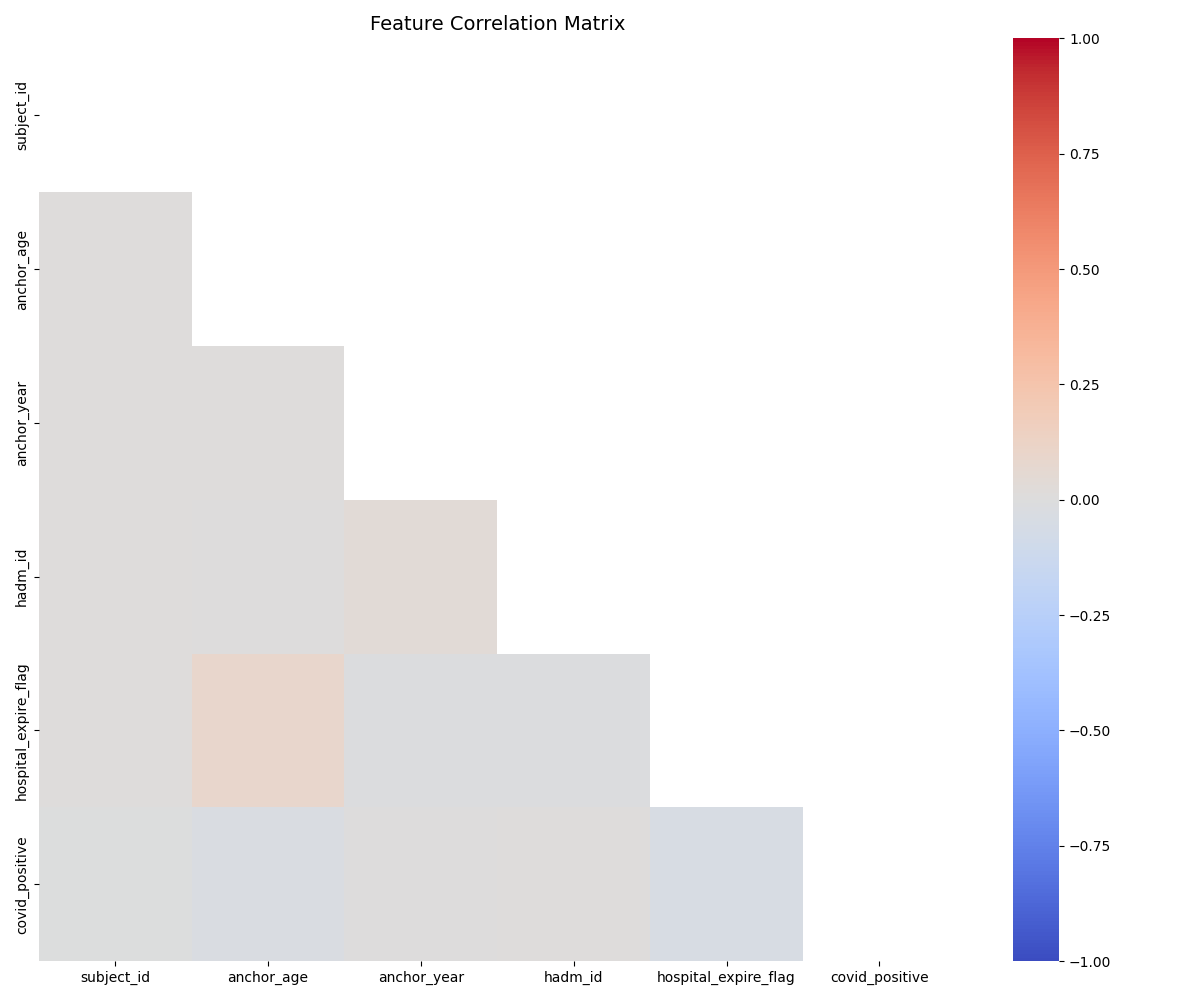 Feature Correlation Matrix
subject_id
anchor_age
anchor_year
hadm_id
hospital_expire_flag
covid_positive
subject_id
anchor_age
anchor_year
hadm_id
hospital_expire_flag
covid_positive
1.00
0.75
0.50
0.25
0.00
−0.25
−0.50
−0.75
−1.00